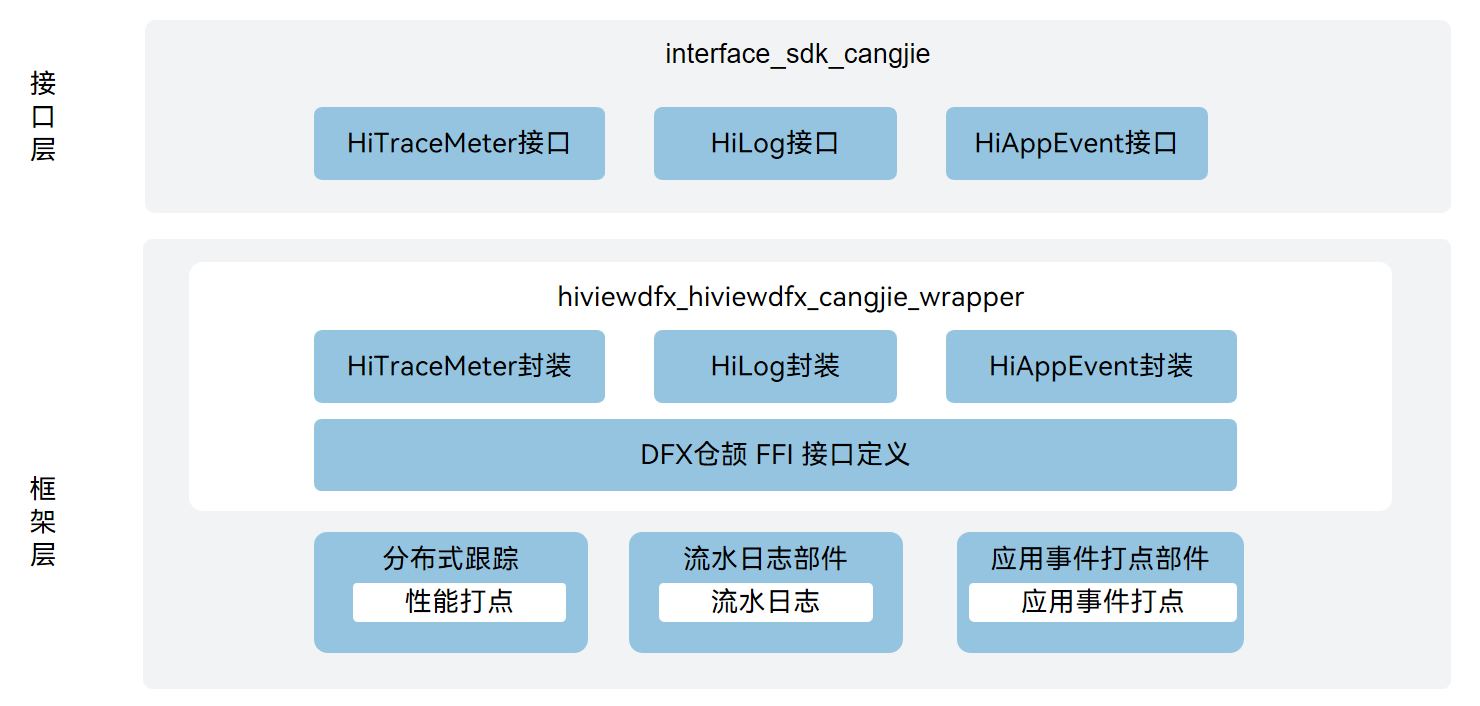 接口层
interface_sdk_cangjie
HiTraceMeter接口
HiLog接口
HiAppEvent接口
框架层
hiviewdfx_hiviewdfx_cangjie_wrapper
HiTraceMeter封装
HiLog封装
HiAppEvent封装
DFX仓颉 FFI 接口定义
分布式跟踪
性能打点
流水日志部件
流水日志
应用事件打点部件
应用事件打点